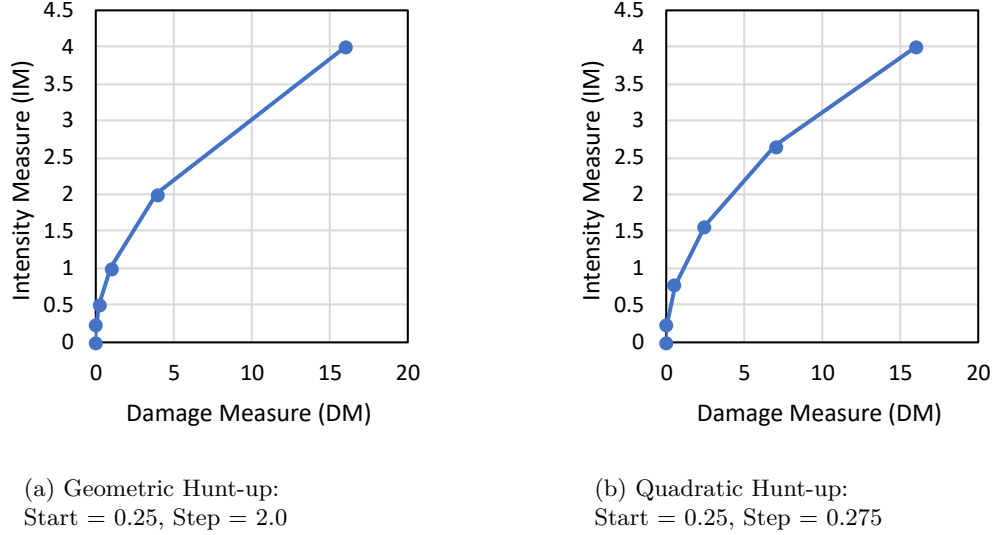 4.5
4
3.5
3
2.5
2
1.5
1
0.5
0
Intensity Measure (IM)
0 5 10 15 20
Damage Measure (DM)
(a) Geometric Hunt-up:
Start = 0.25, Step = 2.0
4.5
4
3.5
3
2.5
2
1.5
1
0.5
0
Intensity Measure (IM)
0 5 10 15 20
Damage Measure (DM)
(b) Quadratic Hunt-up:
Start = 0.25, Step = 0.275